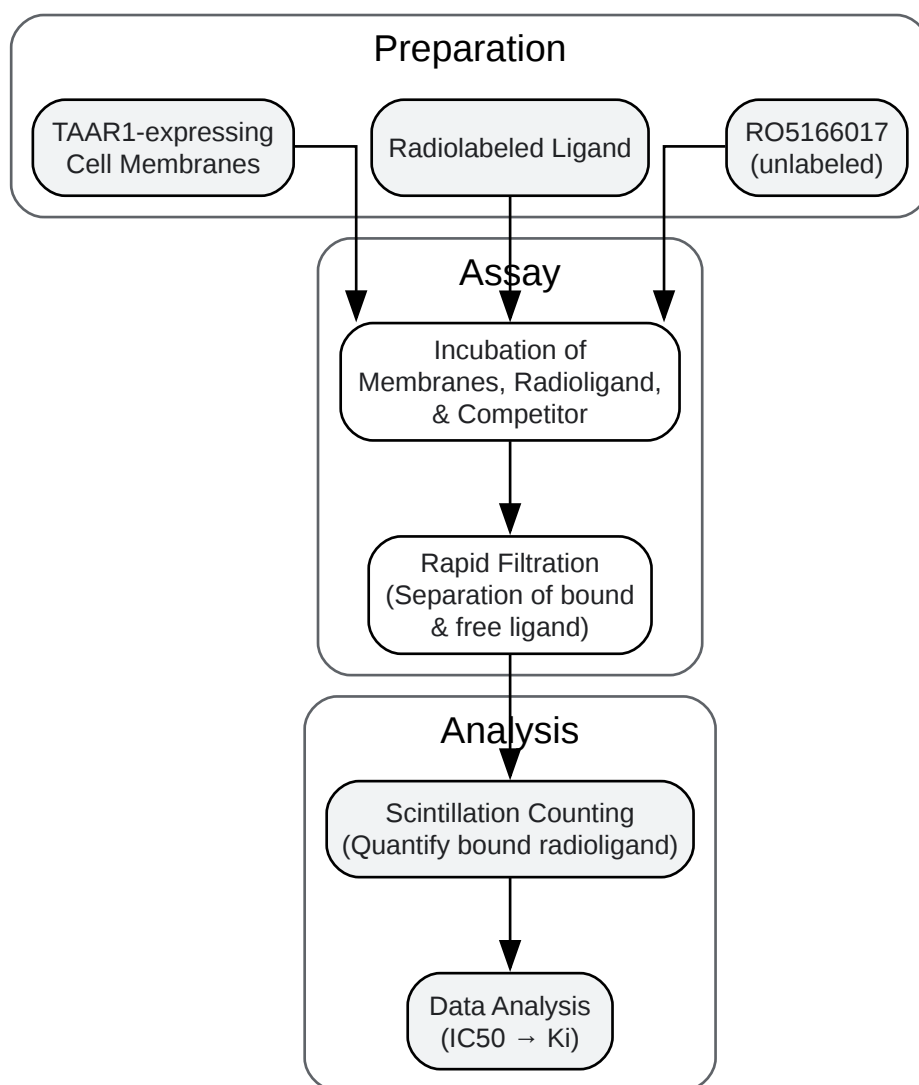 Preparation
TAAR1-expressing
Cell Membranes
Radiolabeled Ligand
RO5166017
(unlabeled)
Assay
Incubation of
Membranes, Radioligand,
& Competitor
Rapid Filtration
(Separation of bound
& free ligand)
Analysis
Scintillation Counting
(Quantify bound radioligand)
Data Analysis
(IC50 → Ki)